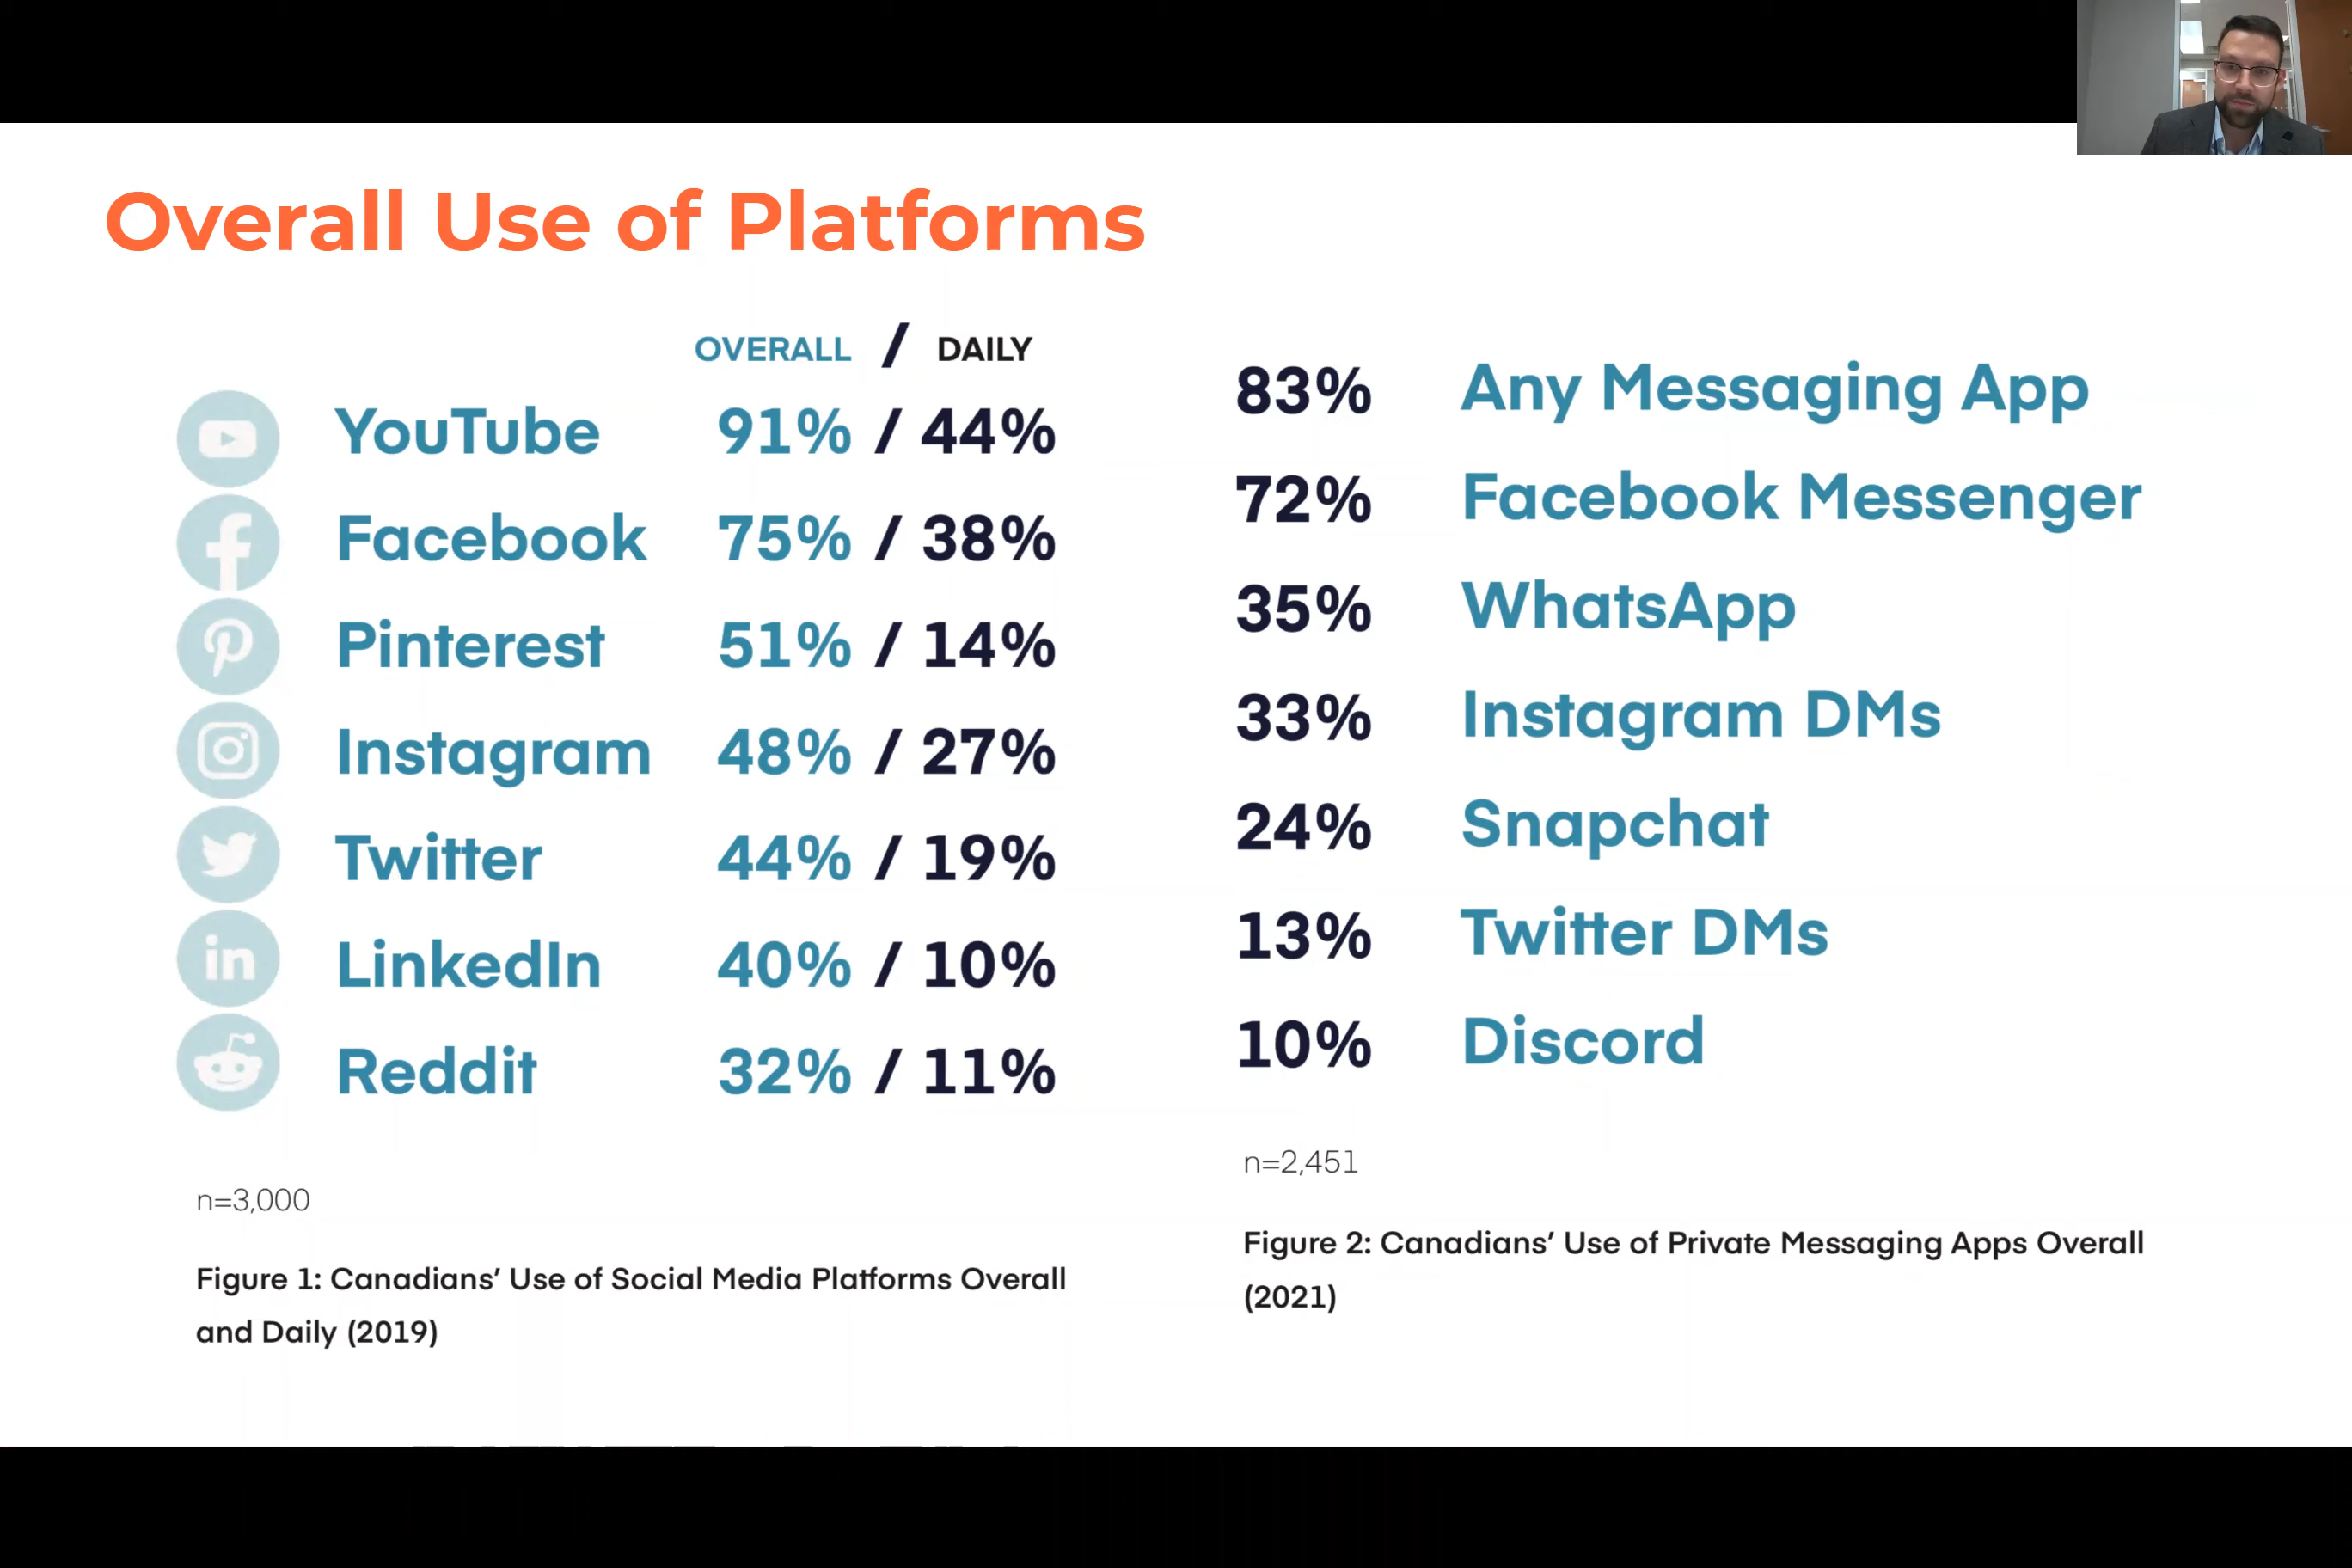 Overall Use of Platforms
OVERALL / DAILY
YouTube 91% / 44%
Facebook 75% / 38%
Pinterest 51% / 14%
Instagram 48% / 27%
Twitter 44% / 19%
in LinkedIn 40% / 10%
Reddit 32% / 11%
n=3,000
Figure 1: Canadians’ Use of Social Media Platforms Overall
and Daily (2019)
83% Any Messaging App
72% Facebook Messenger
35% WhatsApp
33% Instagram DMs
24% Snapchat
13% Twitter DMs
10% Discord
n=2,451
Figure 2: Canadians’ Use of Private Messaging Apps Overall
(2021)